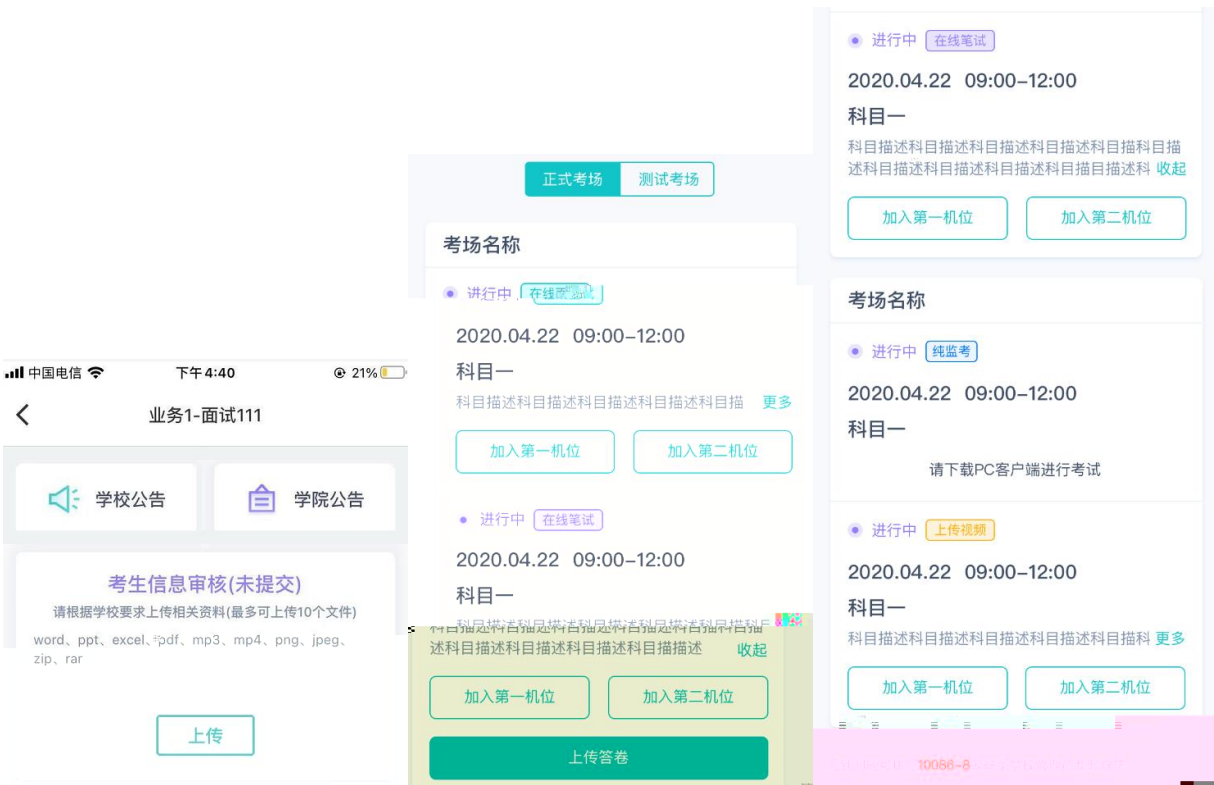 中国电信
下午4:40
21%
业务1-面试111
学校公告
学院公告
考生信息审核(未提交)
请根据学校要求上传相关资料(最多可上传10个文件)
word、ppt、excel、pdf、mp3、mp4、png、jpeg、
zip、rar
上传
正式考场
测试考场
考场名称
进行中
在线面试
2020.04.22 09:00-12:00
科目一
科目描述科目描述科目描述科目描述科目描
更多
加入第一机位
加入第二机位
进行中
在线笔试
2020.04.22 09:00-12:00
科目一
述科目描述科目描述科目描述科目描描述
收起
加入第一机位
加入第二机位
上传答卷
进行中
在线笔试
2020.04.22 09:00-12:00
科目一
科目描述科目描述科目描述科目描述科目描科目描
述科目描述科目描述科目描述科目描目描述科
收起
加入第一机位
加入第二机位
考场名称
进行中
纯监考
2020.04.22 09:00-12:00
科目一
请下载PC客户端进行考试
进行中
上传视频
2020.04.22 09:00-12:00
科目一
科目描述科目描述科目描述科目描述科目描科
更多
加入第一机位
加入第二机位
10086-8